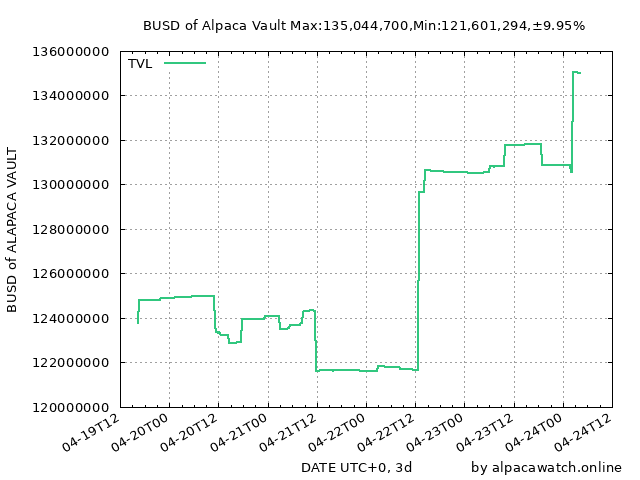 BUSD of Alpaca Vault Max:135,044,700,Min:121,601,294,±9.95%
TVL
136000000
134000000
132000000
130000000
128000000
126000000
124000000
122000000
120000000
BUSD of ALAPACA VAULT
04-19T12
04-20T00
04-20T12
04-21T00
04-21T12
04-22T00
04-22T12
04-23T00
04-23T12
04-24T00
04-24T12
DATE UTC+0, 3d
by alpacawatch.online